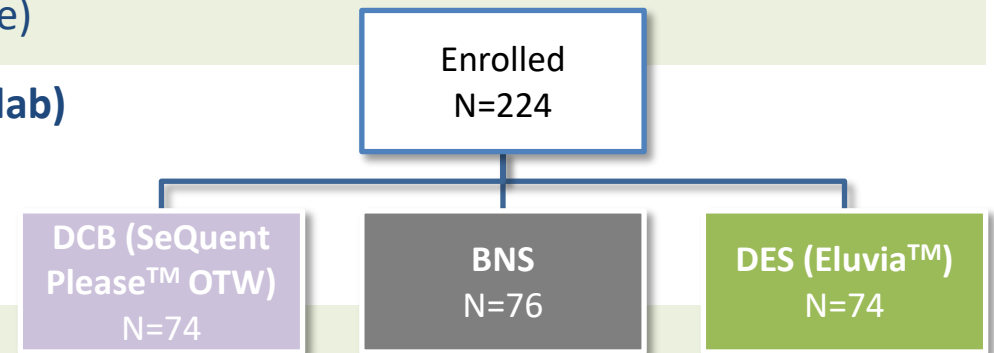 e)
lab)
Enrolled
N=224
DCB (SeQuent
Please™ OTW)
N=74
BNS
N=76
DES (Eluvia™)
N=74